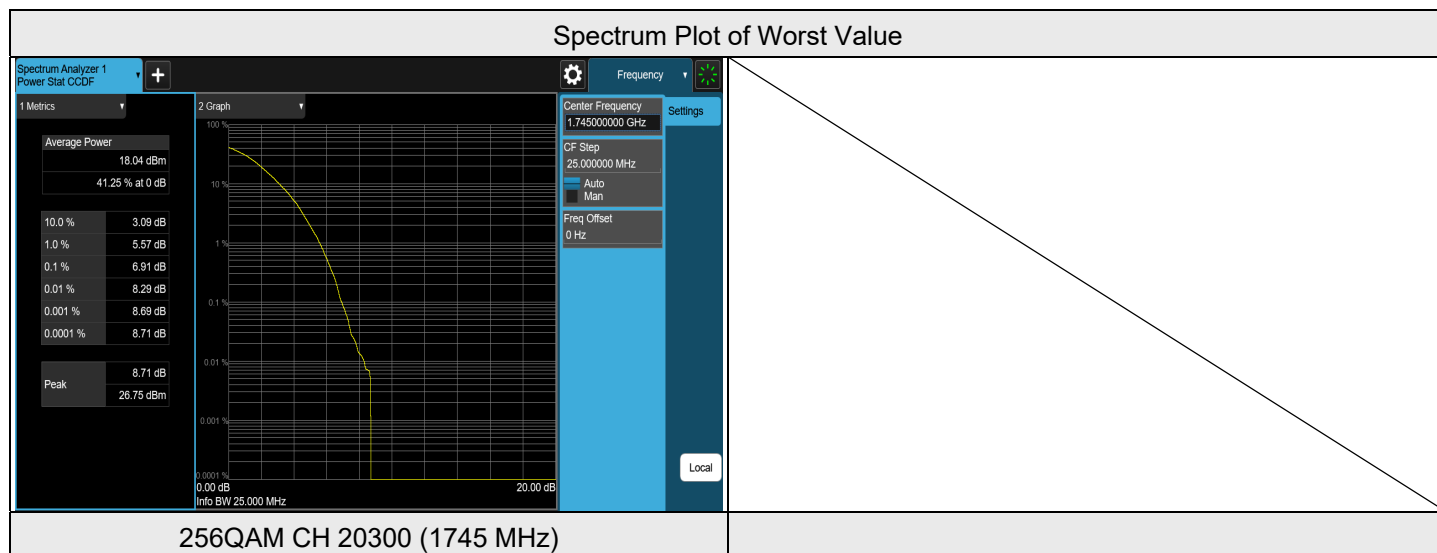 Spectrum Plot of Worst Value
Spectrum Analyzer 1
Power Stat CCDF
+
Frequency
1 Metrics
2 Graph
Center Frequency
1.745000000 GHz
Settings
CF Step
25.000000 MHz
Auto
Man
Freq Offset
0 Hz
Average Power
18.04 dBm
41.25 % at 0 dB
10.0 % 3.09 dB
1.0 % 5.57 dB
0.1 % 6.91 dB
0.01 % 8.29 dB
0.001 % 8.69 dB
0.0001 % 8.71 dB
Peak 8.71 dB
26.75 dBm
100 %
10 %
1 %
0.1 %
0.01 %
0.001 %
0.0001 %
0.00 dB 20.00 dB
Info BW 25.000 MHz
Local
256QAM CH 20300 (1745 MHz)